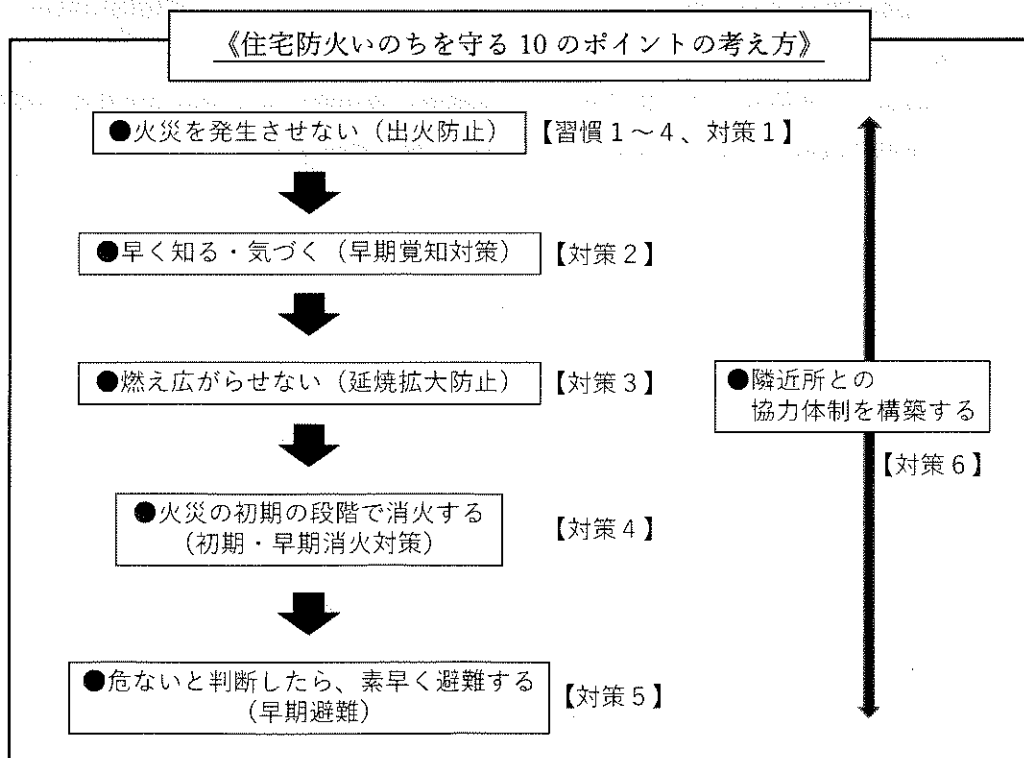 《住宅防火いのちを守る 10 のポイントの考え方》
●火災を発生させない（出火防止）
【習慣１～４、対策１】
●早く知る・気づく（早期覚知対策）
【対策２】
●燃え広がらせない（延焼拡大防止）
【対策３】
●隣近所との
協力体制を構築する
【対策６】
●火災の初期の段階で消火する
（初期・早期消火対策）
【対策４】
●危ないと判断したら、素早く避難する
（早期避難）
【対策５】